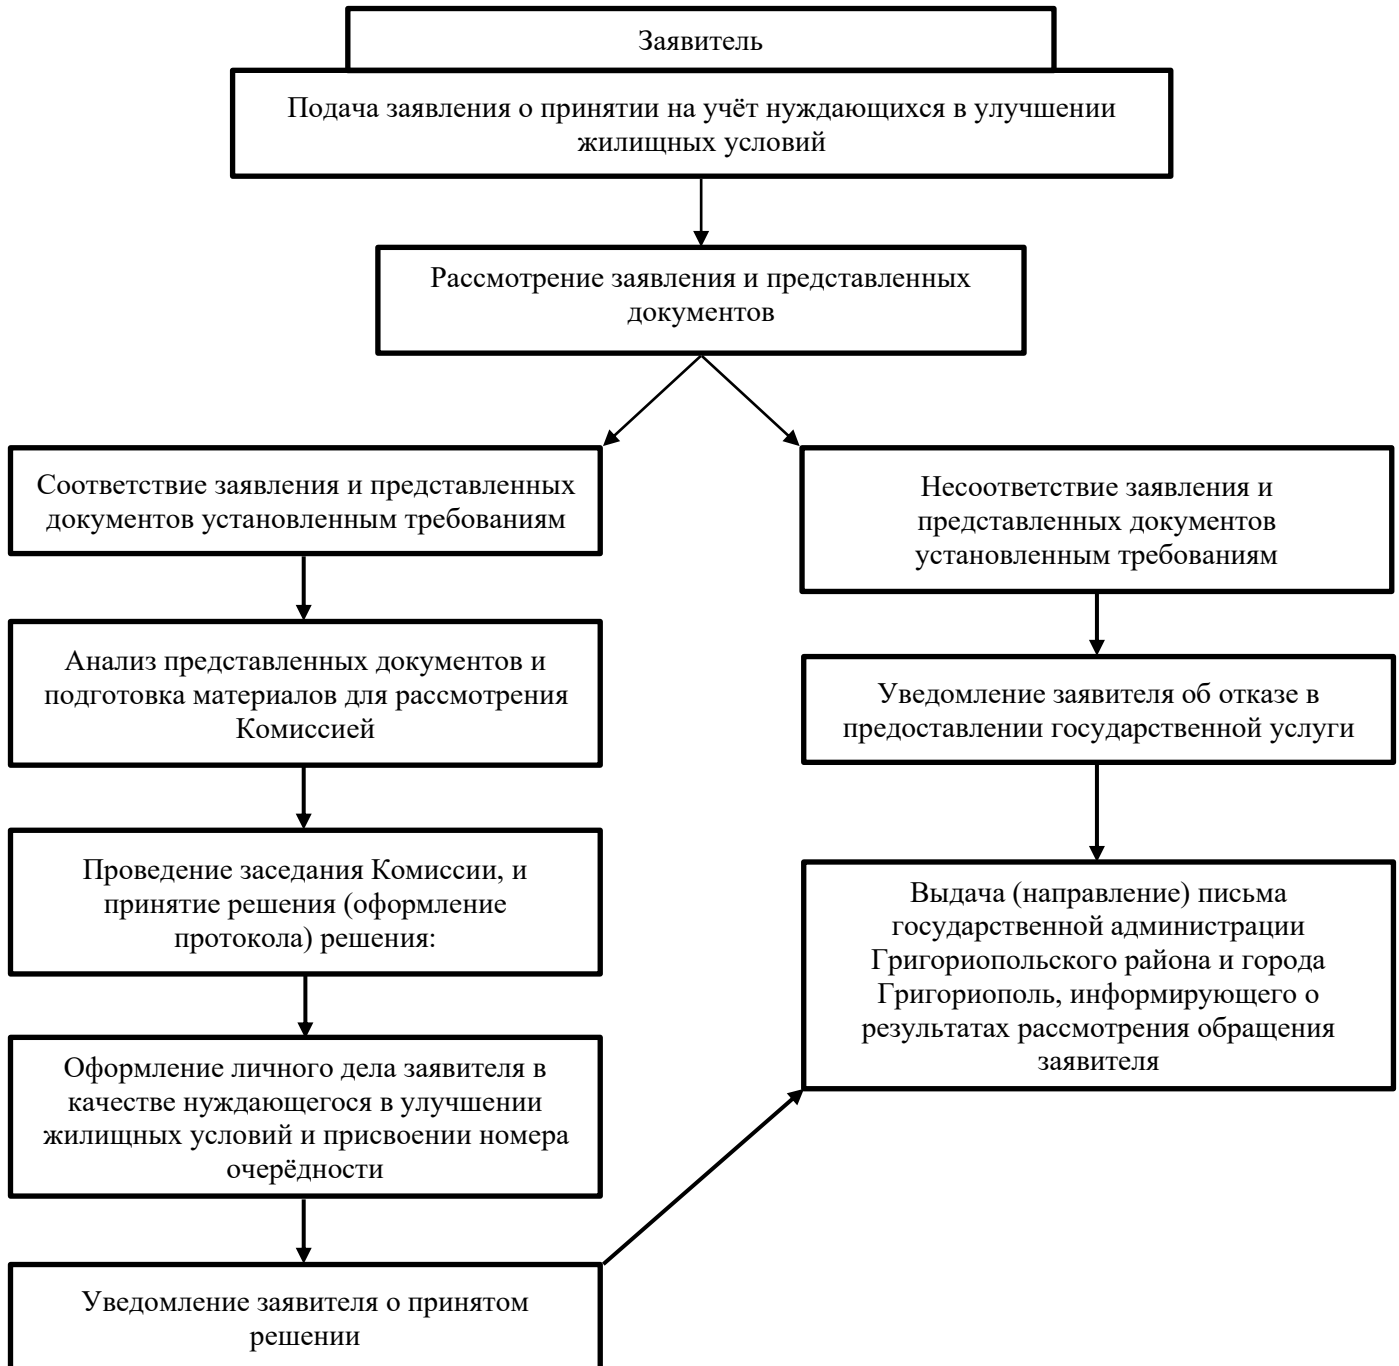 Заявитель
Подача заявления о принятии на учёт нуждающихся в улучшении
жилищных условий
Рассмотрение заявления и представленных
документов
Соответствие заявления и представленных
документов установленным требованиям
Анализ представленных документов и
подготовка материалов для рассмотрения
Комиссией
Проведение заседания Комиссии, и
принятие решения (оформление
протокола) решения:
Оформление личного дела заявителя в
качестве нуждающегося в улучшении
жилищных условий и присвоении номера
очерёдности
Уведомление заявителя о принятом
решении
Несоответствие заявления и
представленных документов
установленным требованиям
Уведомление заявителя об отказе в
предоставлении государственной услуги
Выдача (направление) письма
государственной администрации
Григориопольского района и города
Григориополь, информирующего о
результатах рассмотрения обращения
заявителя